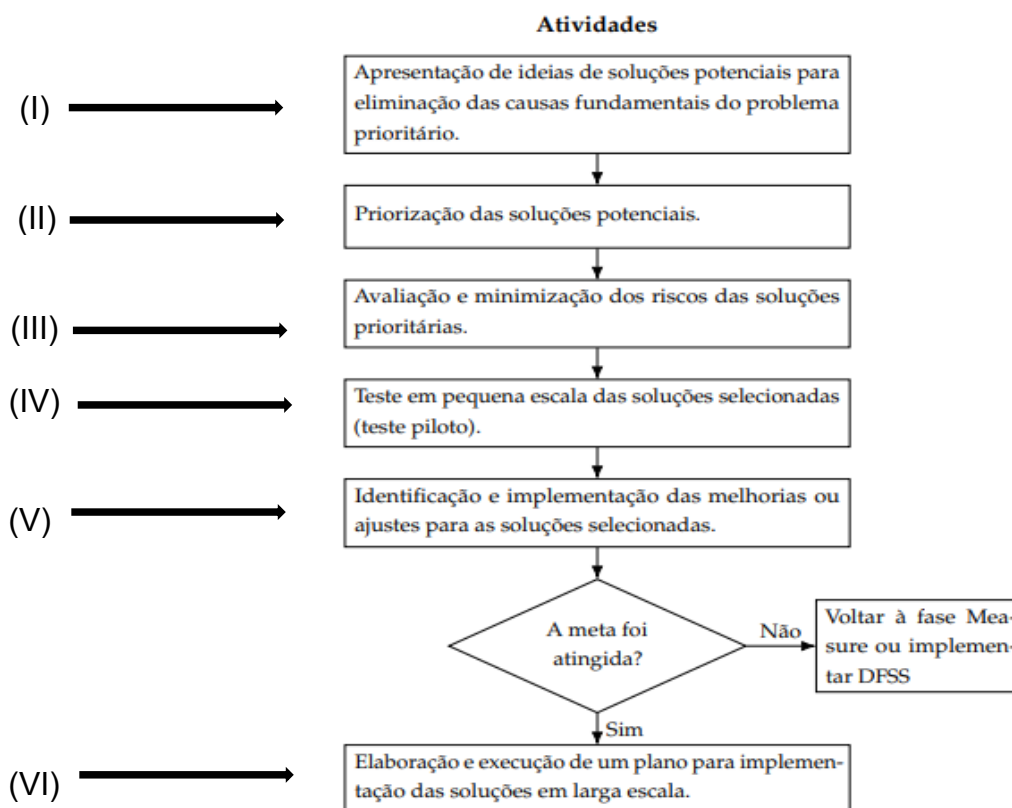 Atividades
(I)
Apresentação de ideias de soluções potenciais para
eliminação das causas fundamentais do problema
prioritário.
(II)
Priorização das soluções potenciais.
(III)
Avaliação e minimização dos riscos das soluções
prioritárias.
(IV)
Teste em pequena escala das soluções selecionadas
(teste piloto).
(V)
Identificação e implementação das melhorias ou
ajustes para as soluções selecionadas.
A meta foi
atingida?
Não
Voltar à fase Mea-
sure ou implemen-
tar DFSS
Sim
(VI)
Elaboração e execução de um plano para implemen-
tação das soluções em larga escala.